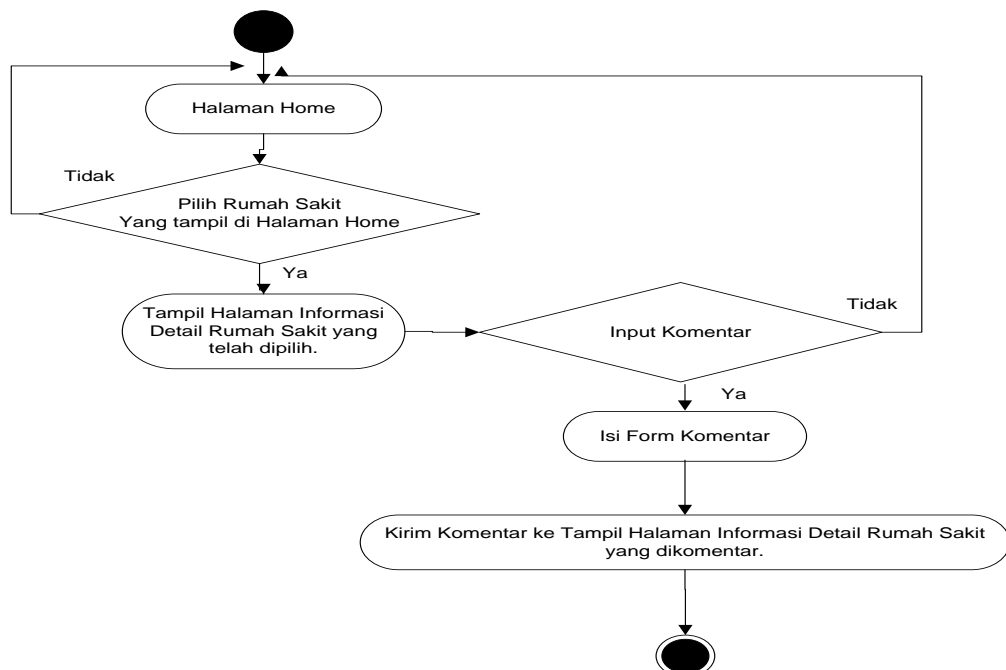 Halaman Home
Tidak
Pilih Rumah Sakit
Yang tampil di Halaman Home
Ya
Tampil Halaman Informasi
Detail Rumah Sakit yang
telah dipilih.
Input Komentar
Tidak
Ya
Isi Form Komentar
Kirim Komentar ke Tampil Halaman Informasi Detail Rumah Sakit
yang dikomentar.